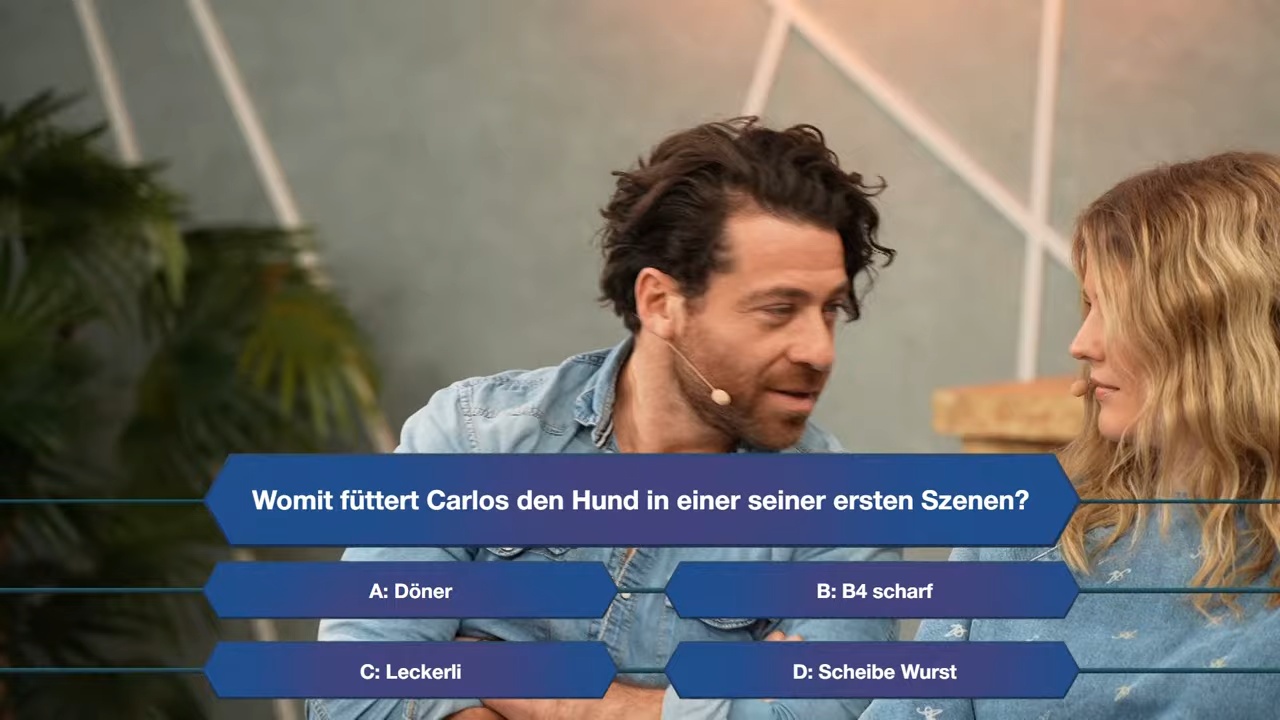 Womit füttert Carlos den Hund in einer seiner ersten Szenen?
A: Döner
B: B4 scharf
C: Leckerli
D: Scheibe Wurst